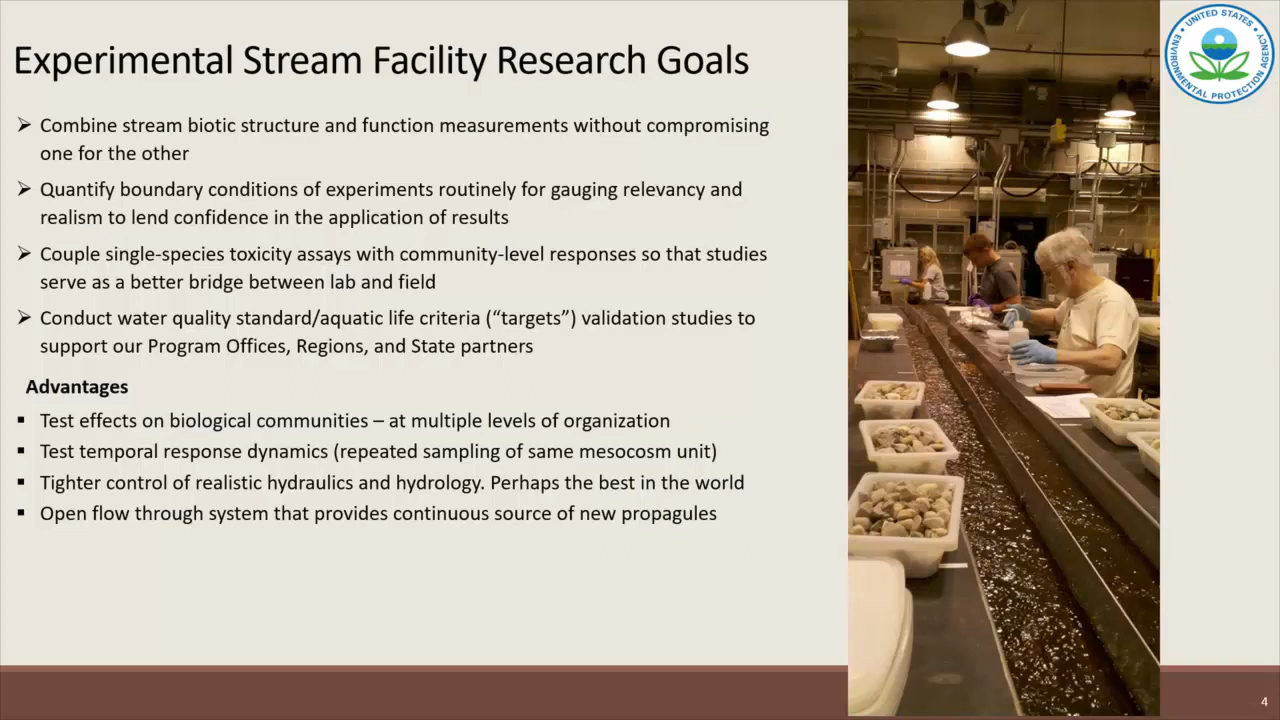 Experimental Stream Facility Research Goals
➢ Combine stream biotic structure and function measurements without compromising
one for the other
➢ Quantify boundary conditions of experiments routinely for gauging relevancy and
realism to lend confidence in the application of results
➢ Couple single-species toxicity assays with community-level responses so that studies
serve as a better bridge between lab and field
➢ Conduct water quality standard/aquatic life criteria (“targets”) validation studies to
support our Program Offices, Regions, and State partners
Advantages
▪ Test effects on biological communities – at multiple levels of organization
▪ Test temporal response dynamics (repeated sampling of same mesocosm unit)
▪ Tighter control of realistic hydraulics and hydrology. Perhaps the best in the world
▪ Open flow through system that provides continuous source of new propagules
UNITED STATES
ENVIRONMENTAL PROTECTION AGENCY
4